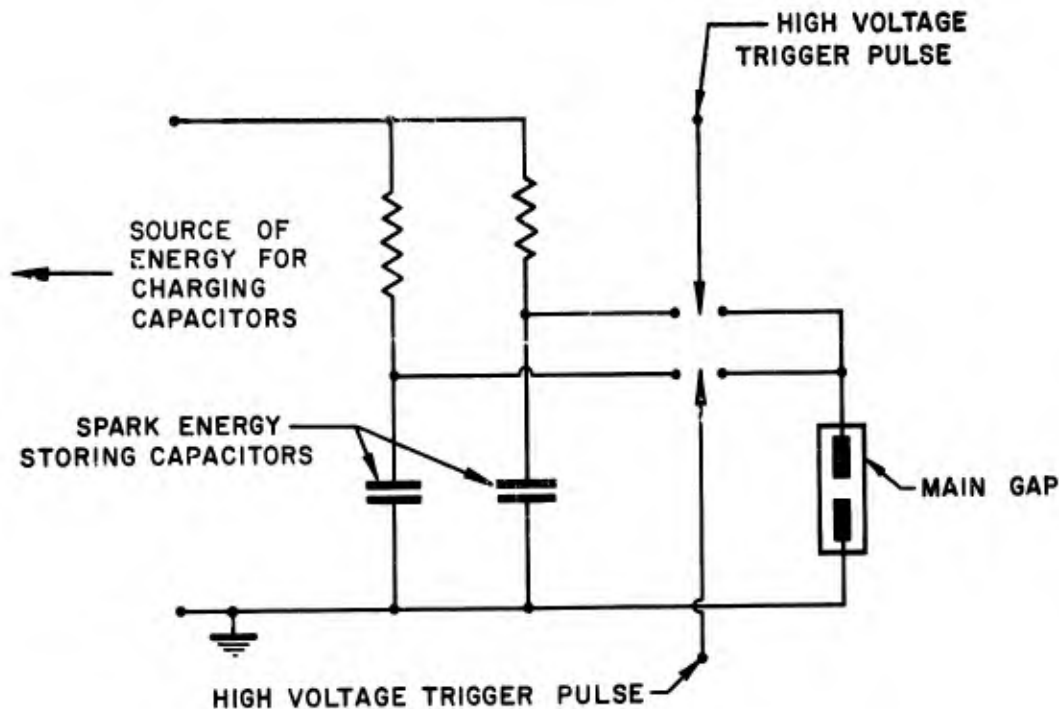 HIGH VOLTAGE
TRIGGER PULSE
SOURCE OF
ENERGY FOR
CHARGING
CAPACITORS
SPARK ENERGY
STORING CAPACITORS
MAIN GAP
HIGH VOLTAGE TRIGGER PULSE